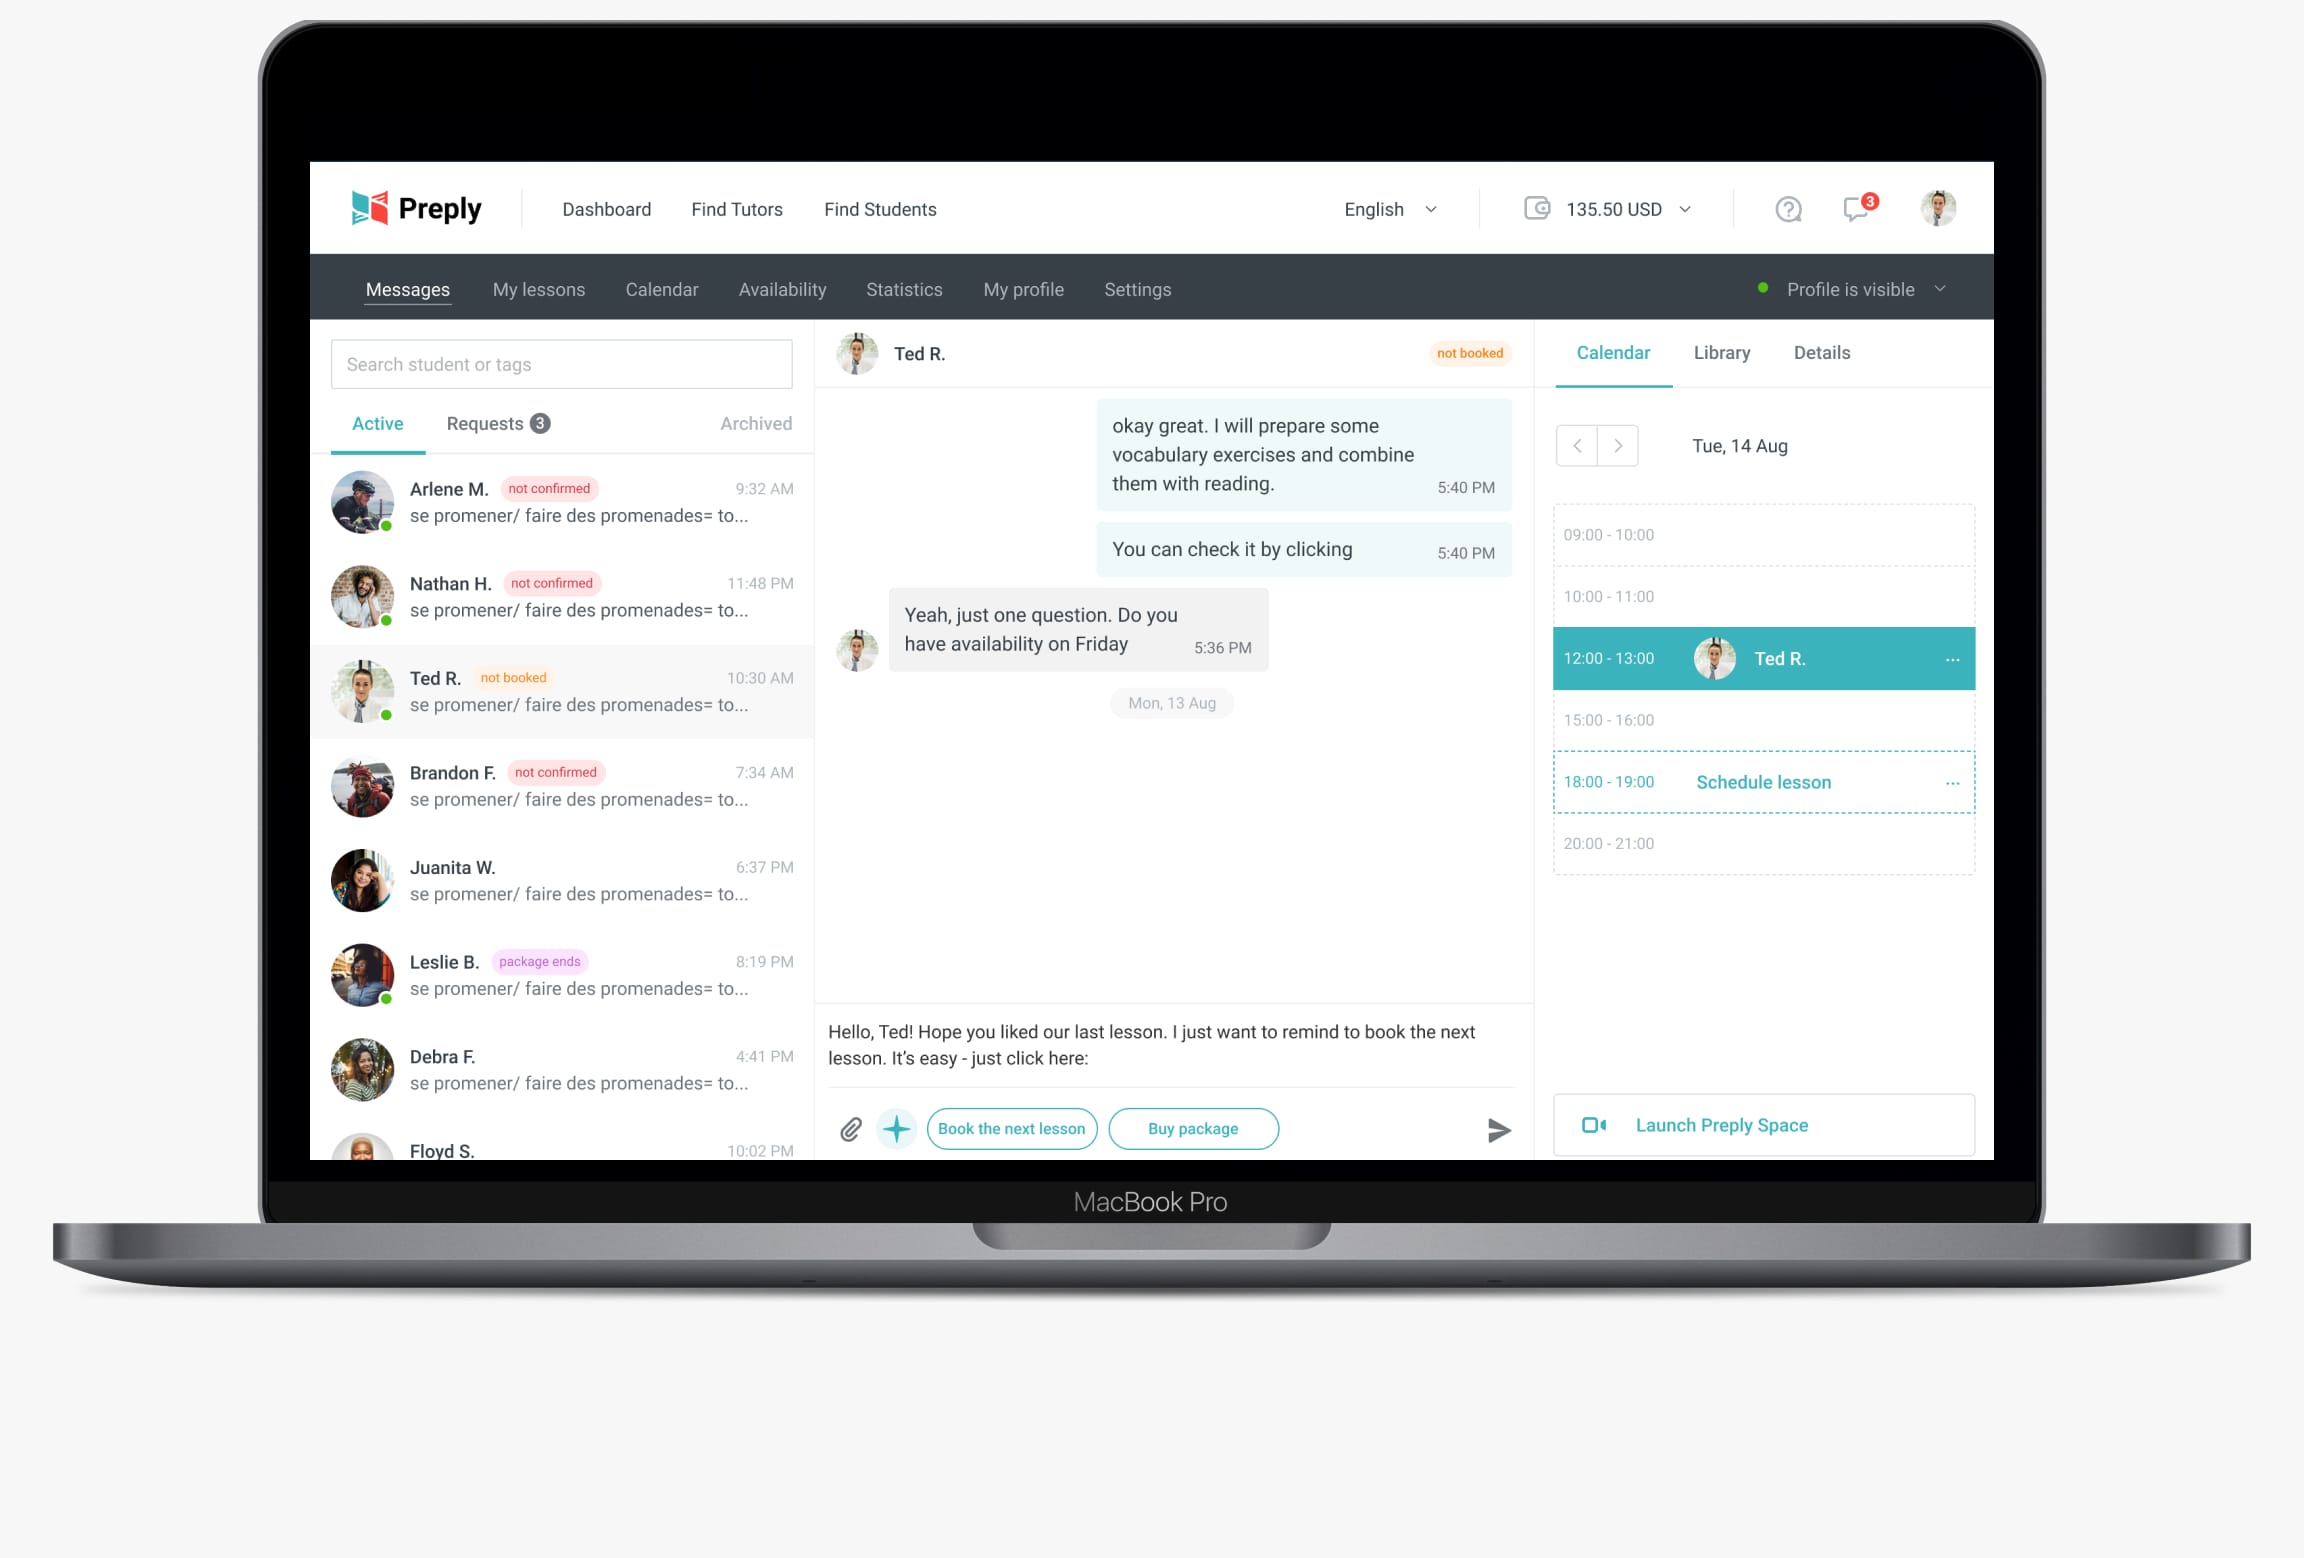 Preply
Dashboard
Find Tutors
Find Students
English
135.50 USD
3
Messages
My lessons
Calendar
Availability
Statistics
My profile
Settings
Profile is visible
Search student or tags
Active
Requests 3
Archived
Arlene M.
not confirmed
9:32 AM
se promener/ faire des promenades= to...
Nathan H.
not confirmed
11:48 PM
se promener/ faire des promenades= to...
Ted R.
not booked
10:30 AM
se promener/ faire des promenades= to...
Brandon F.
not confirmed
7:34 AM
se promener/ faire des promenades= to...
Juanita W.
6:37 PM
se promener/ faire des promenades= to...
Leslie B.
package ends
8:19 PM
se promener/ faire des promenades= to...
Debra F.
4:41 PM
se promener/ faire des promenades= to...
Floyd S.
10:02 PM
Ted R.
not booked
okay great. I will prepare some
vocabulary exercises and combine
them with reading.
5:40 PM
You can check it by clicking
5:40 PM
Yeah, just one question. Do you
have availability on Friday
5:36 PM
Mon, 13 Aug
Hello, Ted! Hope you liked our last lesson. I just want to remind to book the next
lesson. It’s easy - just click here:
Book the next lesson
Buy package
Calendar
Library
Details
Tue, 14 Aug
09:00 - 10:00
10:00 - 11:00
12:00 - 13:00
Ted R.
...
15:00 - 16:00
18:00 - 19:00
Schedule lesson
...
20:00 - 21:00
Launch Preply Space
MacBook Pro